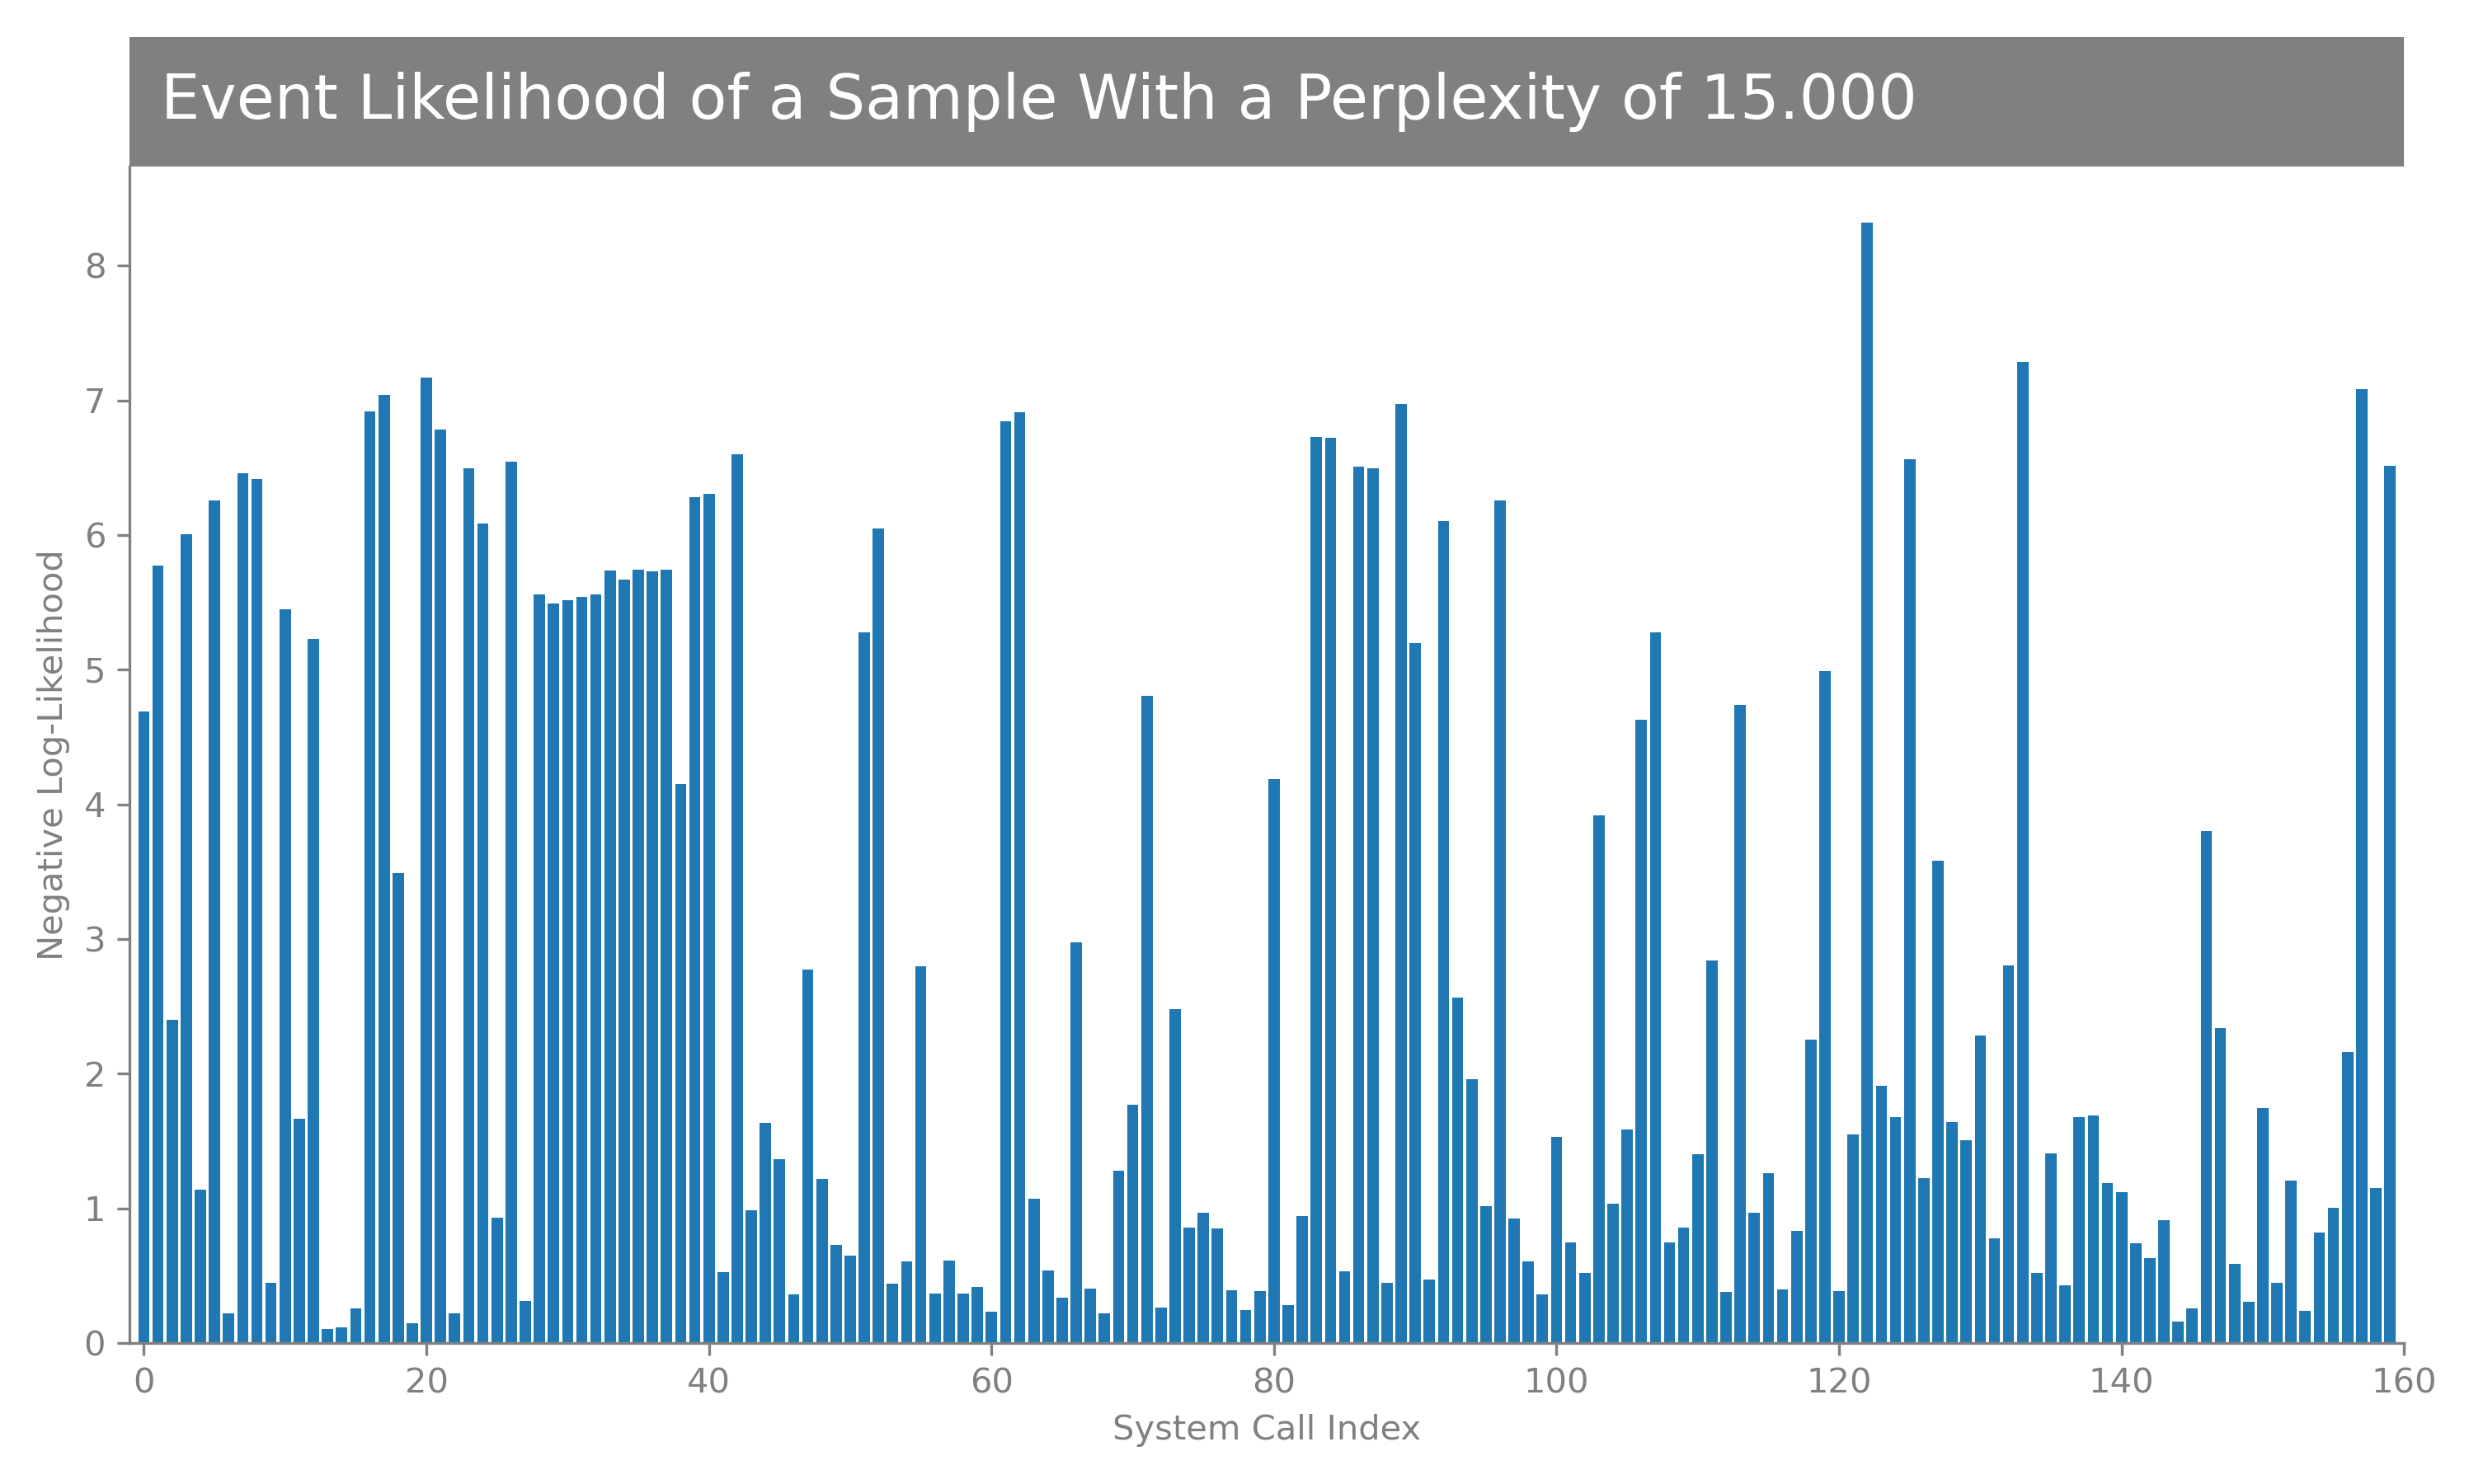 Event Likelihood of a Sample With a Perplexity of 15.000
8
7
6
5
4
3
2
1
0
Negative Log-Likelihood
0 20 40 60 80 100 120 140 160
System Call Index